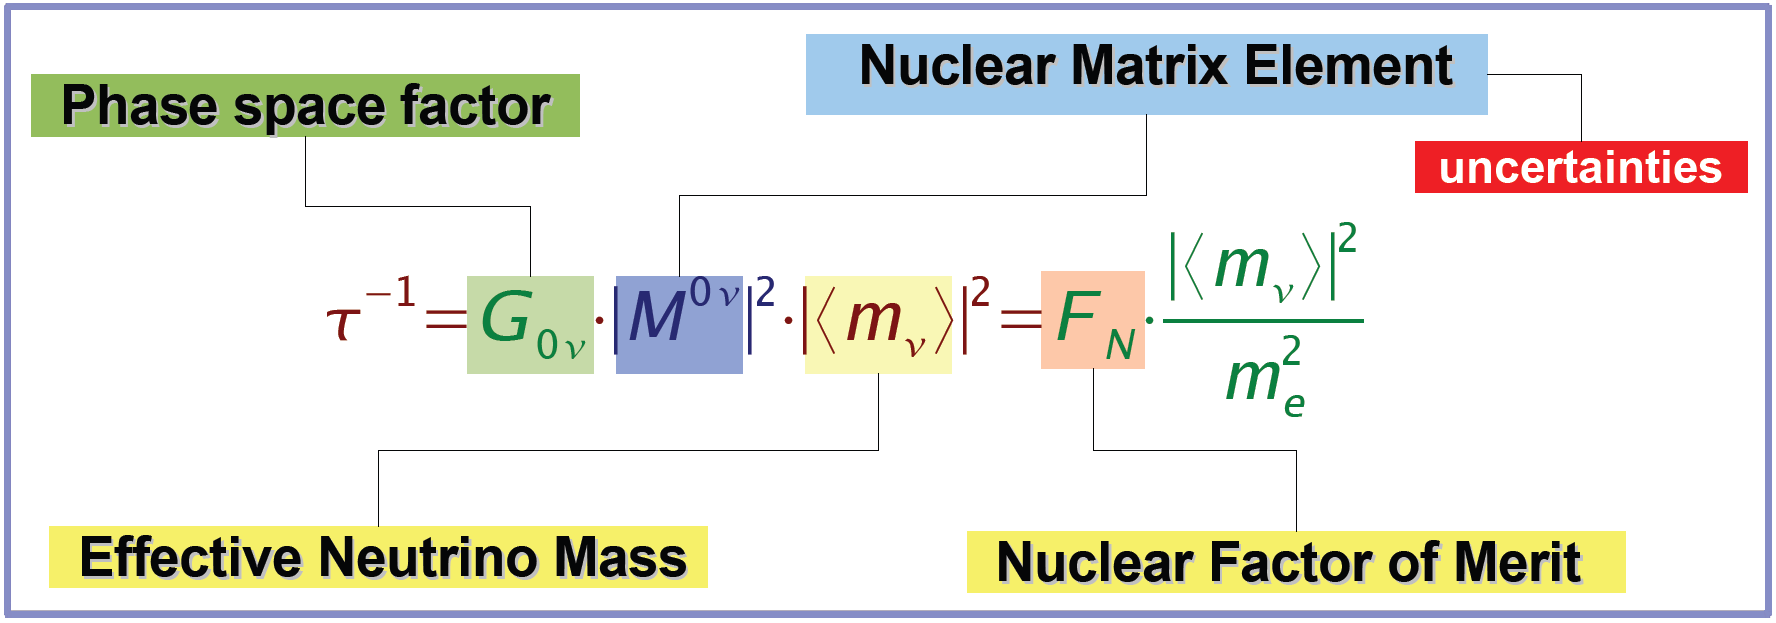 Nuclear Matrix Element
Phase space factor
uncertainties
τ⁻¹=G₀ᵥ·|M⁰ᵛ|²·|⟨mᵥ⟩|²=F_N·|⟨mᵥ⟩|²/mₑ²
Effective Neutrino Mass
Nuclear Factor of Merit